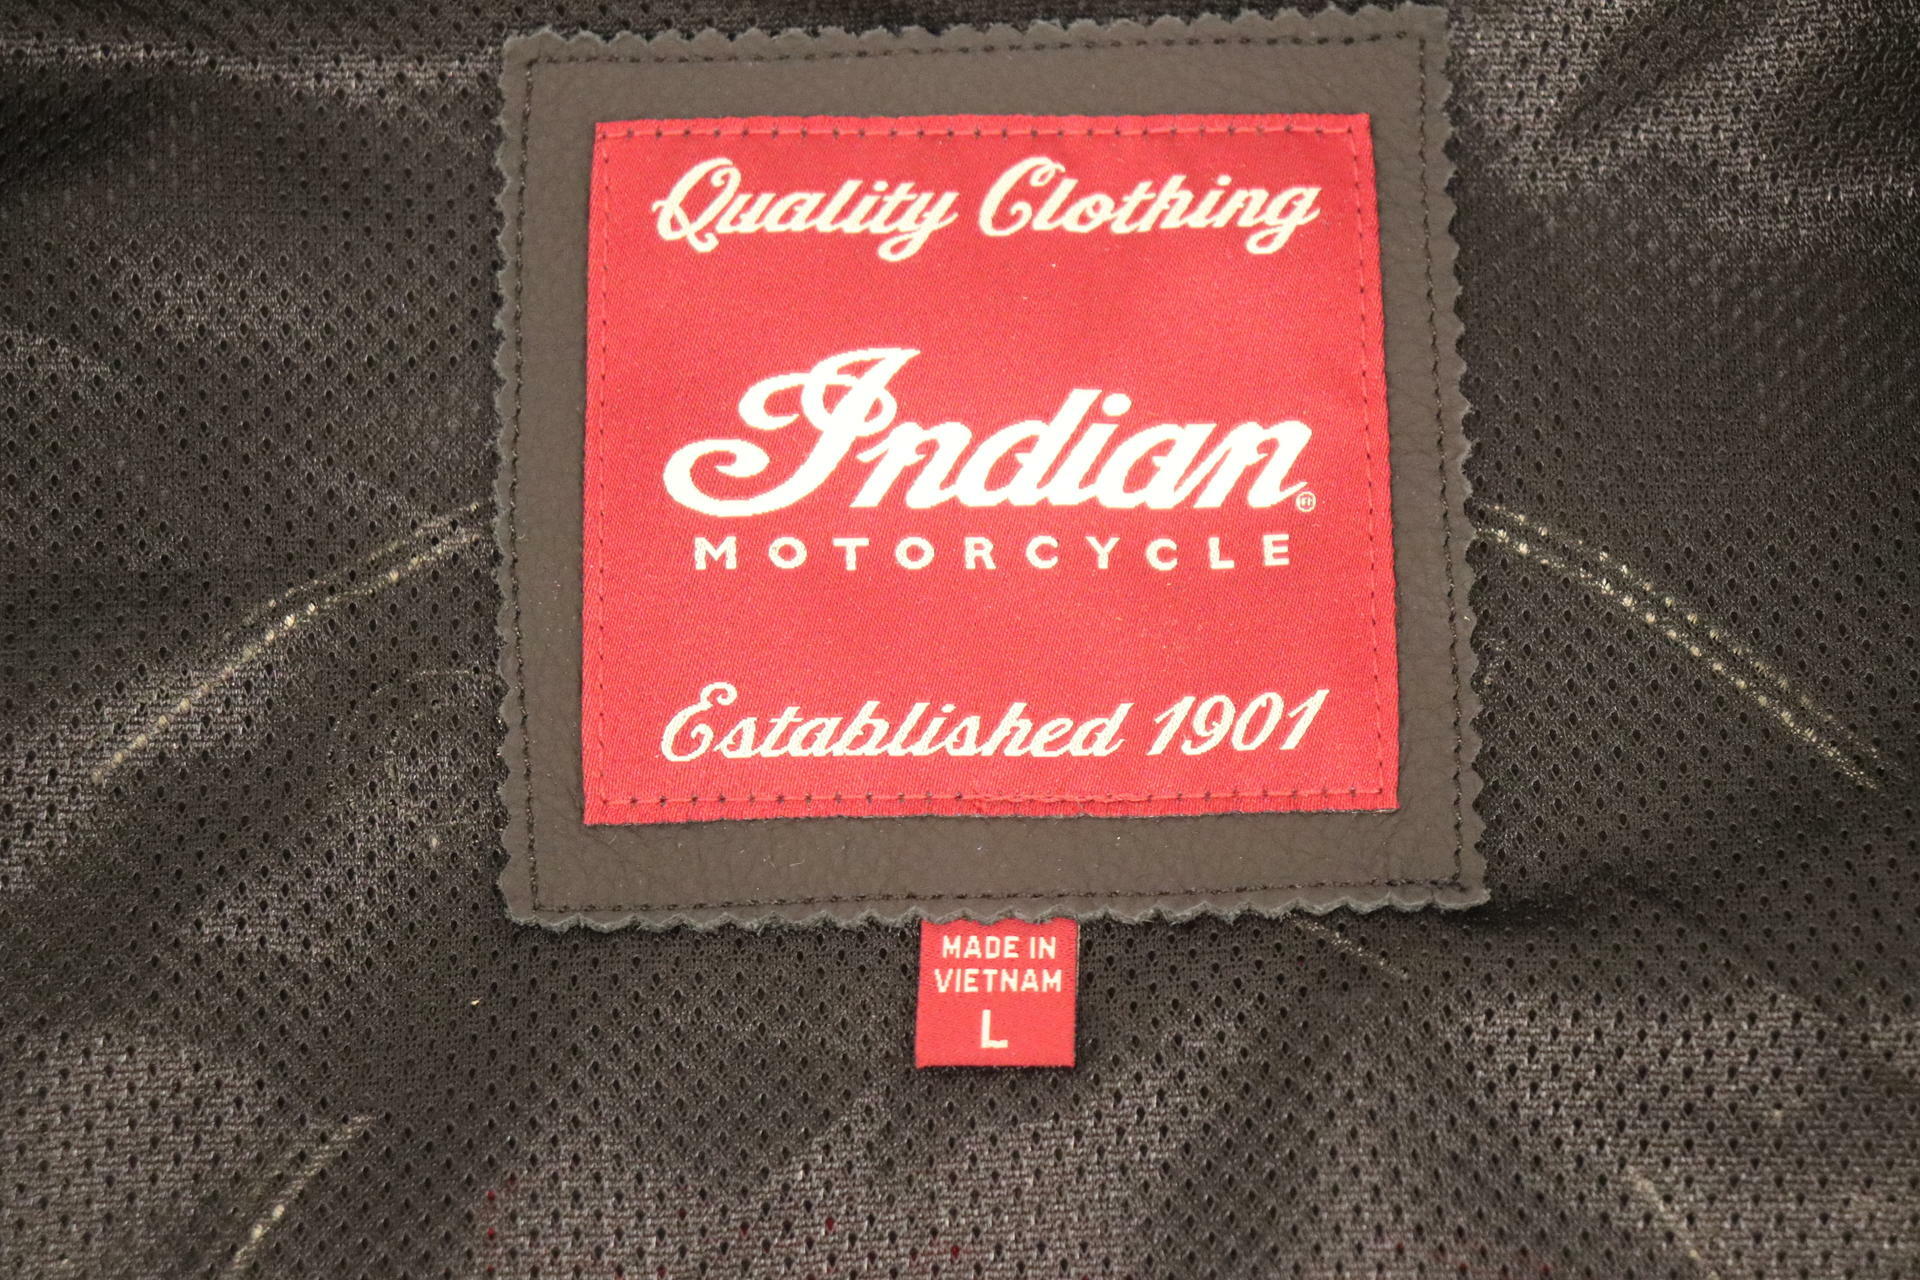 Quality Clothing
Indian®
MOTORCYCLE
Established 1901
MADE IN
VIETNAM
L